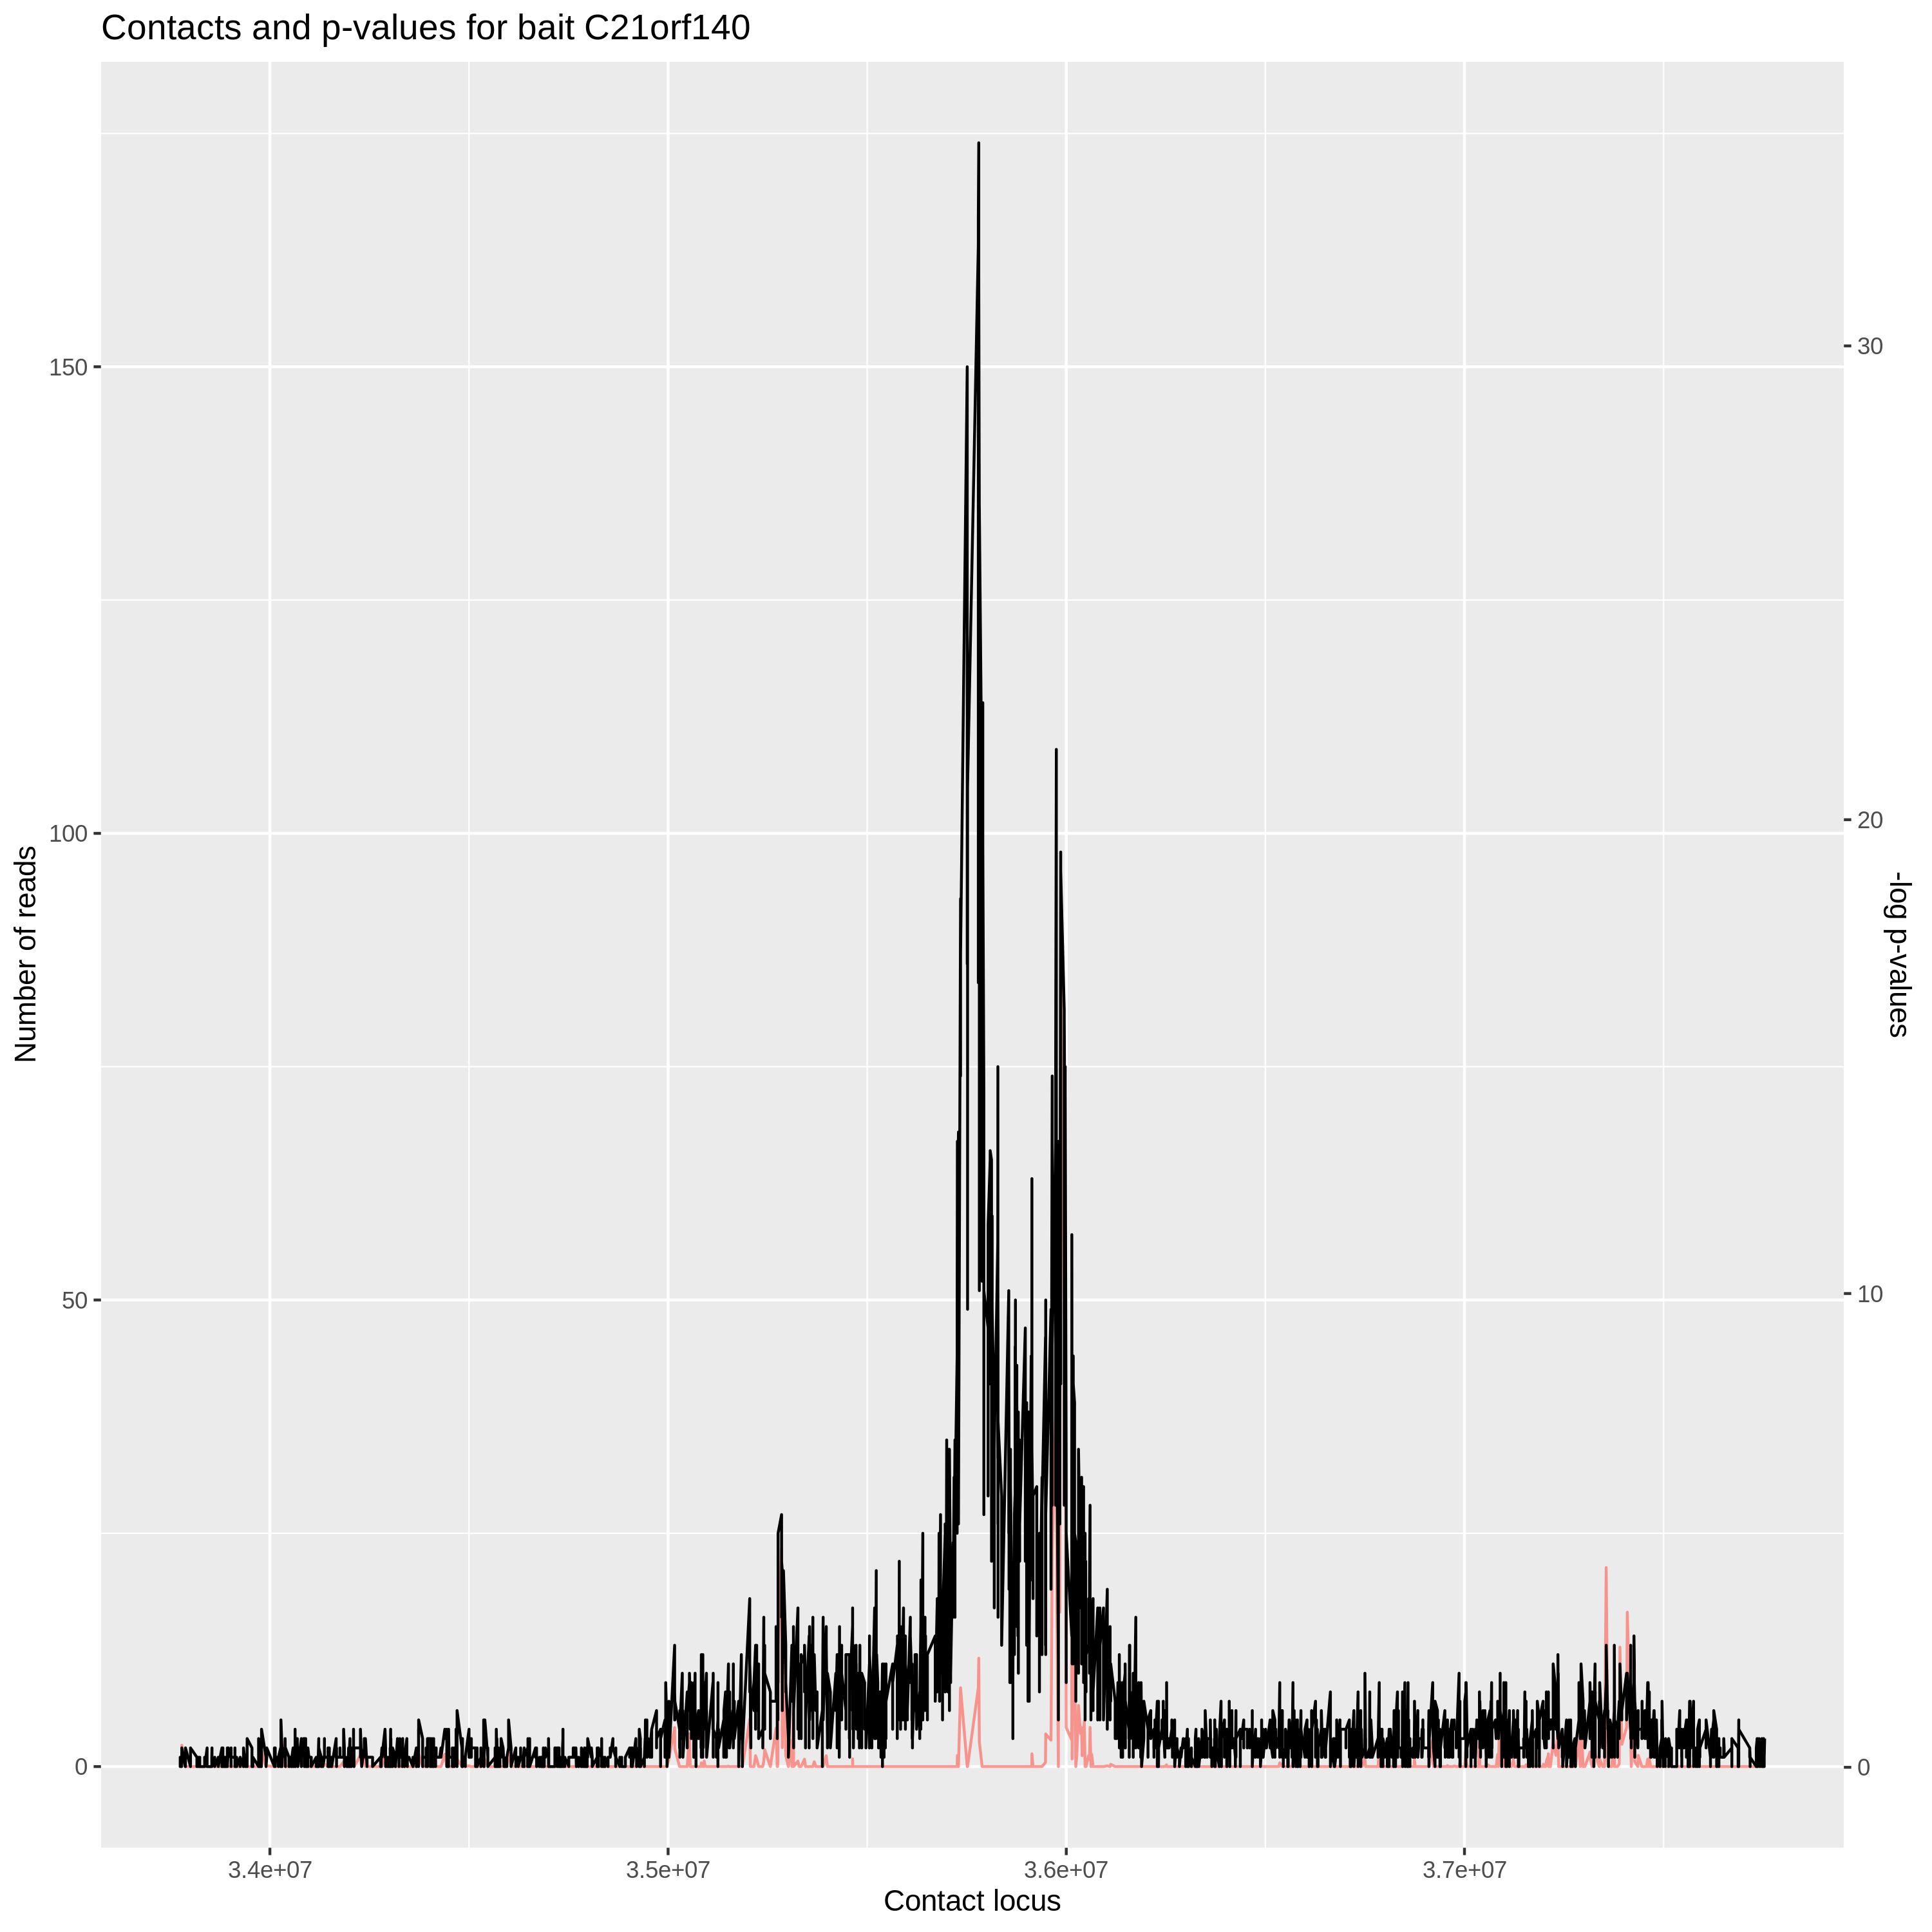 Contacts and p-values for bait C21orf140
150
100
50
0
Number of reads
30
20
10
0
-log p-values
3.4e+07
3.5e+07
3.6e+07
3.7e+07
Contact locus